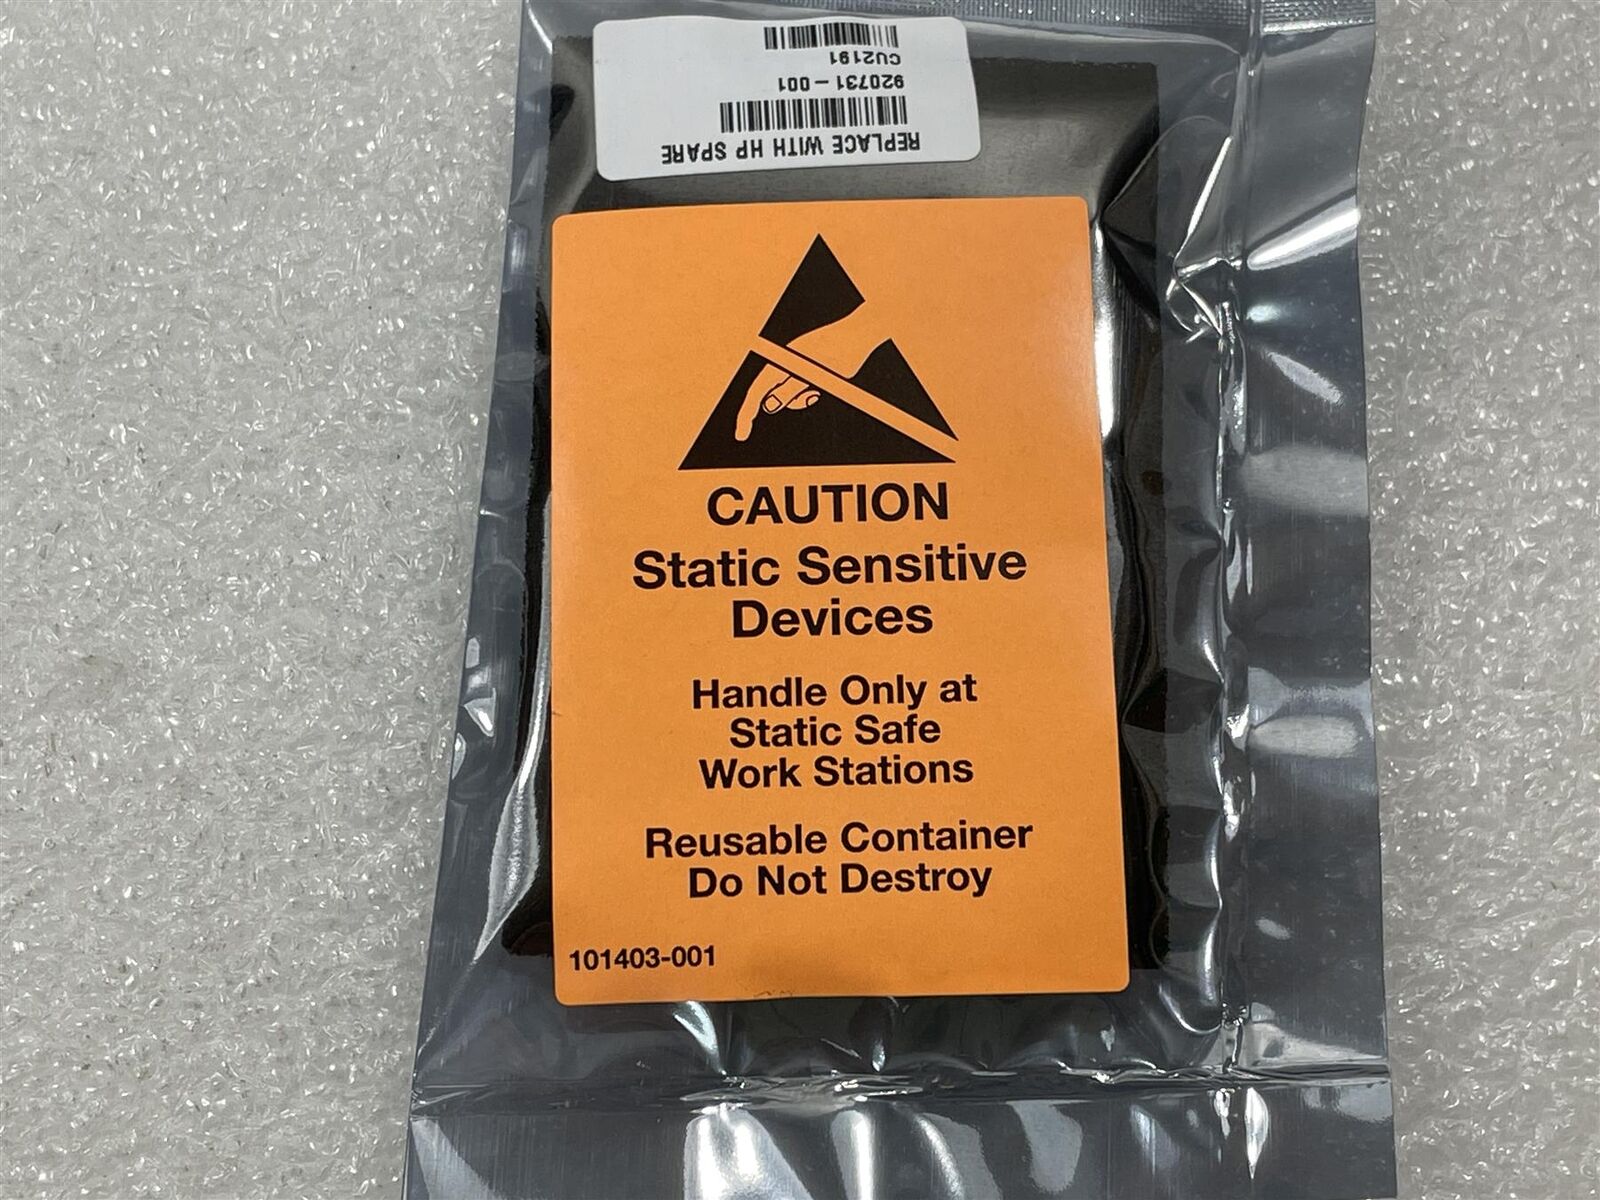 REPLACE WITH HP SPARE
920731-001
CU2191
CAUTION
Static Sensitive
Devices
Handle Only at
Static Safe
Work Stations
Reusable Container
Do Not Destroy
101403-001